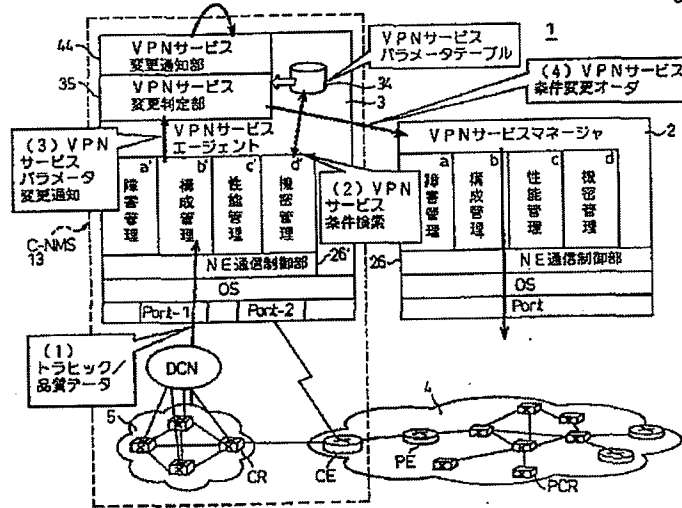 1
44
VPNサービス
変更通知部
35
VPNサービス
変更判定部
34
3
VPNサービス
パラメータテーブル
(4) VPNサービス
条件変更オーダ
(3) VPN
サービス
パラメータ
変更通知
VPNサービス
エージェント
a' 障害管理
b' 構成管理
c' 性能管理
d' 機密管理
(2) VPN
サービス
条件検索
VPNサービスマネージャ
2
a 障害管理
b 構成管理
c 性能管理
d 機密管理
C-NMS
13
NE通信制御部
26'
OS
Port-1
Port-2
26
NE通信制御部
OS
Port
(1)
トラヒック/
品質データ
DCN
5
CR
CE
4
PE
PCR